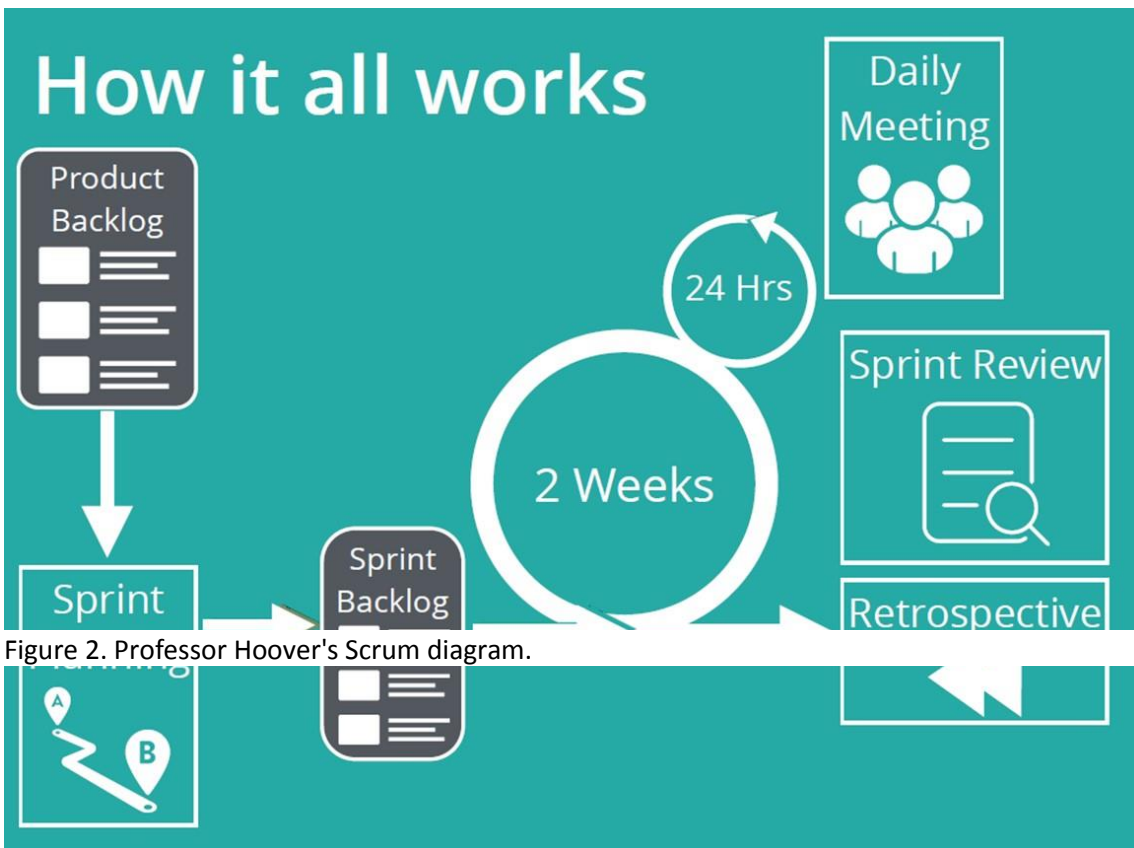 How it all works
Product
Backlog
Sprint
Sprint
Backlog
2 Weeks
24 Hrs
Daily
Meeting
Sprint Review
Retrospective
Figure 2. Professor Hoover's Scrum diagram.
A
B